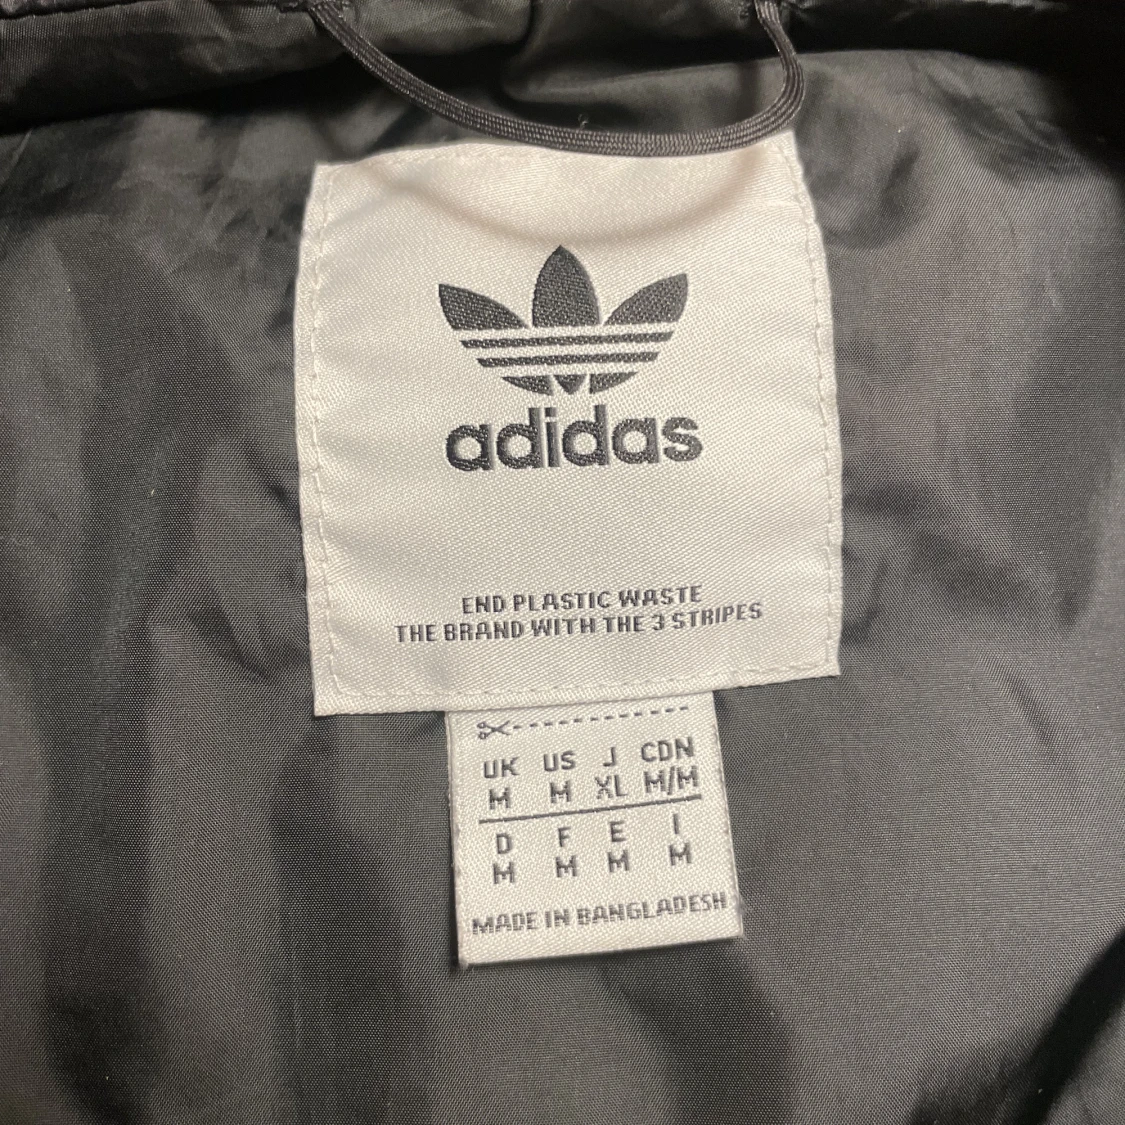 adidas
END PLASTIC WASTE
THE BRAND WITH THE 3 STRIPES
UK US J CDN
M M XL M/M
D F E I
M M M M
MADE IN BANGLADESH